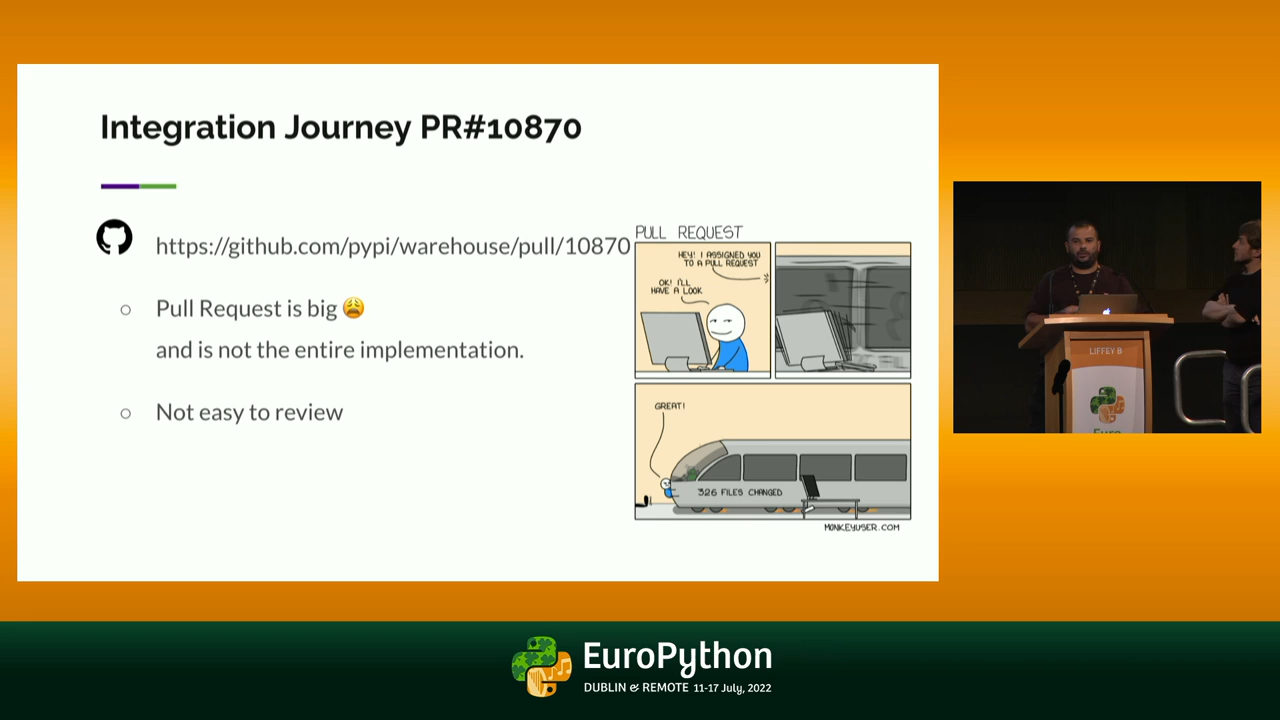 Integration Journey PR#10870
https://github.com/pypi/warehouse/pull/10870
○ Pull Request is big 😩
and is not the entire implementation.
○ Not easy to review
PULL REQUEST
HEY! I ASSIGNED YOU
TO A PULL REQUEST
OK! I'LL
HAVE A LOOK
GREAT!
326 FILES CHANGED
MONKEYUSER.COM
LIFFEY B
Euro
EuroPython
DUBLIN & REMOTE 11-17 July, 2022